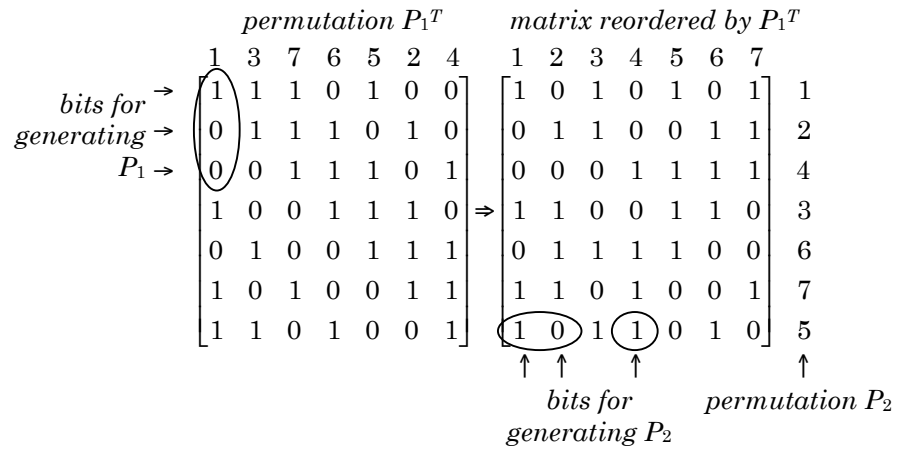 permutation P₁ᵀ matrix reordered by P₁ᵀ
1 3 7 6 5 2 4 1 2 3 4 5 6 7
bits for generating P₁ → → →
1 1 1 0 1 0 0 1 0 1 0 1 0 1 1
0 1 1 1 0 1 0 0 1 1 0 0 1 1 2
0 0 1 1 1 0 1 0 0 0 1 1 1 1 4
1 0 0 1 1 1 0 ⇒ 1 1 0 0 1 1 0 3
0 1 0 0 1 1 1 0 1 1 1 1 0 0 6
1 0 1 0 0 1 1 1 1 0 1 0 0 1 7
1 1 0 1 0 0 1 1 0 1 1 0 1 0 5
↑ ↑ ↑ ↑
bits for permutation P₂
generating P₂